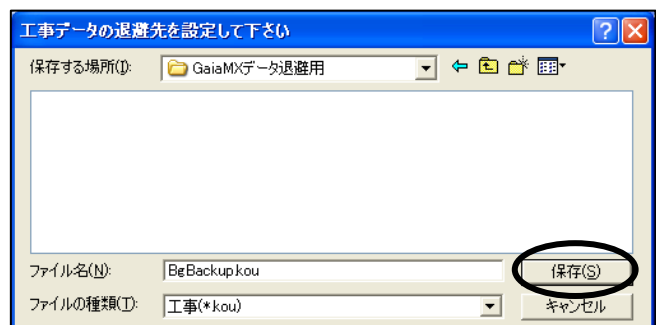 工事データの退避先を設定して下さい
保存する場所(I): GaiaMXデータ退避用
ファイル名(N): BgBackup.kou 保存(S)
ファイルの種類(T): 工事(*.kou) キャンセル